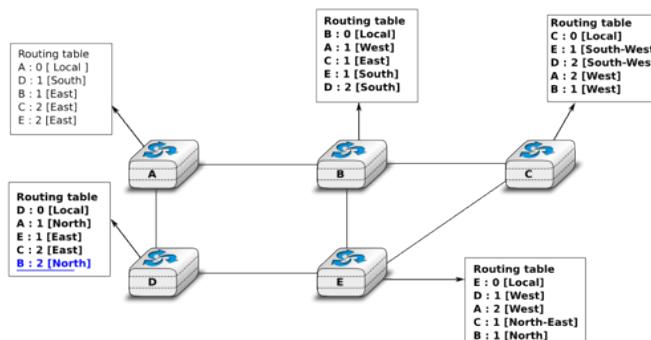 Routing table
A : 0 [ Local ]
D : 1 [South]
B : 1 [East]
C : 2 [East]
E : 2 [East]
Routing table
B : 0 [Local]
A : 1 [West]
C : 1 [East]
E : 1 [South]
D : 2 [South]
Routing table
C : 0 [Local]
E : 1 [South-West]
D : 2 [South-West]
A : 2 [West]
B : 1 [West]
A
B
C
Routing table
D : 0 [Local]
A : 1 [North]
E : 1 [East]
C : 2 [East]
B : 2 [North]
D
E
Routing table
E : 0 [Local]
D : 1 [West]
A : 2 [West]
C : 1 [North-East]
B : 1 [North]